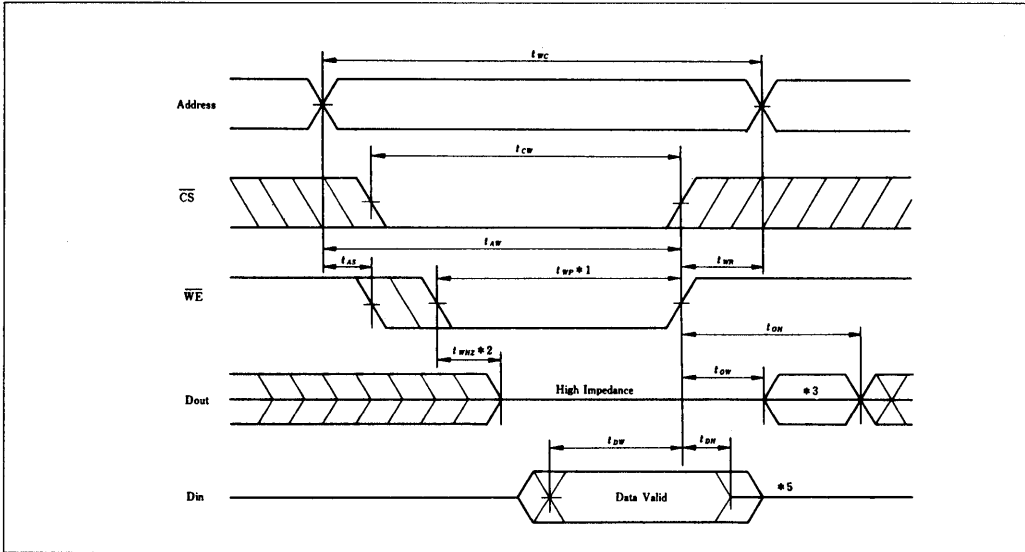 tWC
Address
tCW
CS
tAW
tAS
tWP *1
tWR
WE
tOH
tWHZ *2
tOW
High Impedance
*3
Dout
tDW
tDH
*5
Din
Data Valid